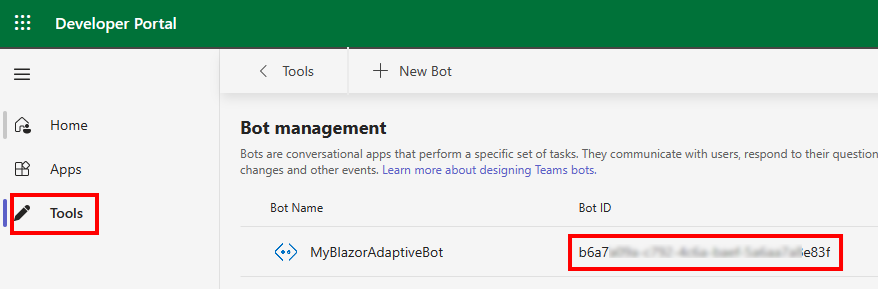 Developer Portal
Tools
New Bot
Home
Bot management
Bots are conversational apps that perform a specific set of tasks. They communicate with users, respond to their question
changes and other events. Learn more about designing Teams bots.
Apps
Tools
Bot Name Bot ID
MyBlazorAdaptiveBot b6a7 e83f